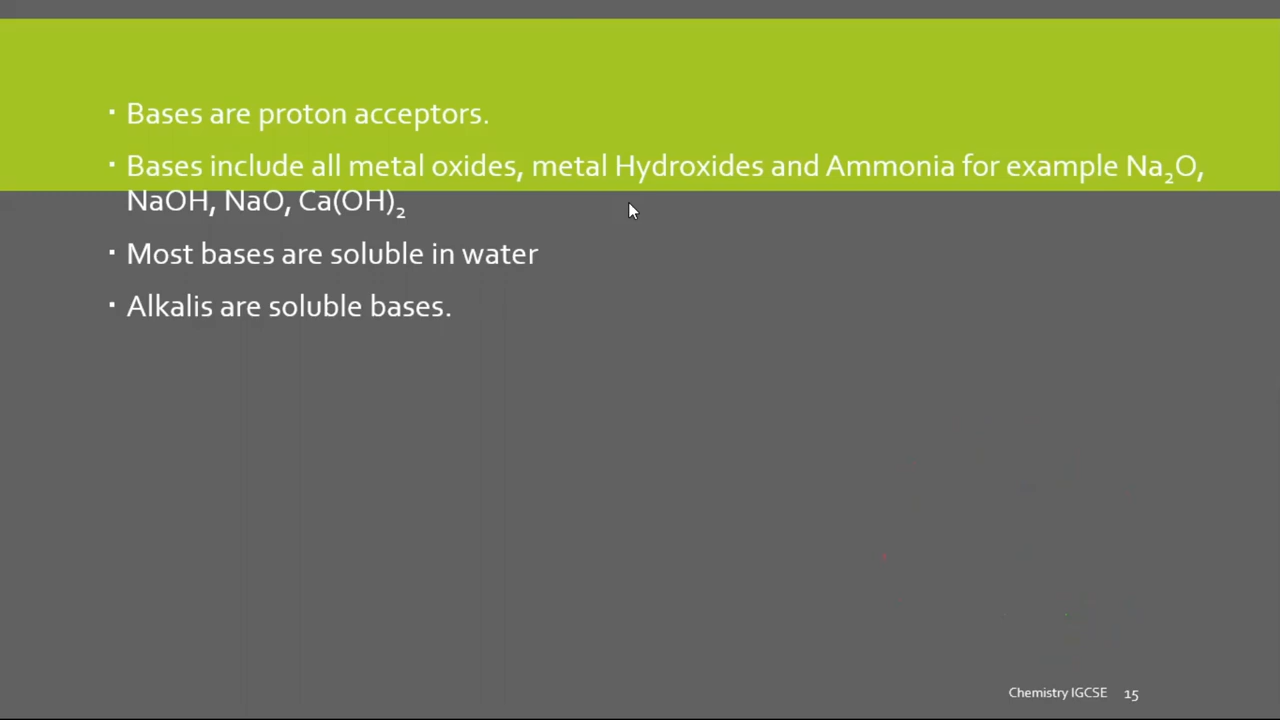 ▪ Bases are proton acceptors.
▪ Bases include all metal oxides, metal Hydroxides and Ammonia for example Na₂O,
NaOH, NaO, Ca(OH)₂
▪ Most bases are soluble in water
▪ Alkalis are soluble bases.
Chemistry IGCSE 15